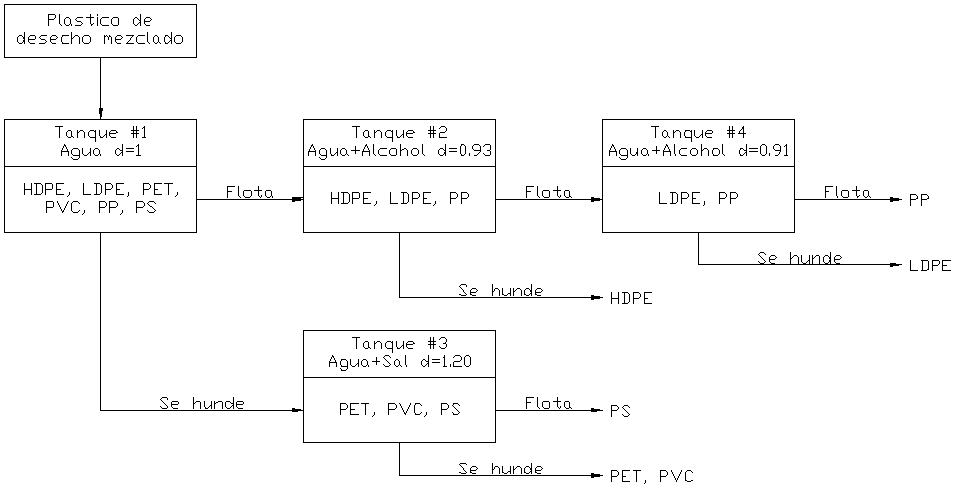 Plastico de
desecho mezclado
Tanque #1
Agua d=1
HDPE, LDPE, PET,
PVC, PP, PS
Flota
Tanque #2
Agua+Alcohol d=0.93
HDPE, LDPE, PP
Flota
Tanque #4
Agua+Alcohol d=0.91
LDPE, PP
Flota
PP
Se hunde
LDPE
Se hunde
HDPE
Tanque #3
Agua+Sal d=1.20
Se hunde
PET, PVC, PS
Flota
PS
Se hunde
PET, PVC